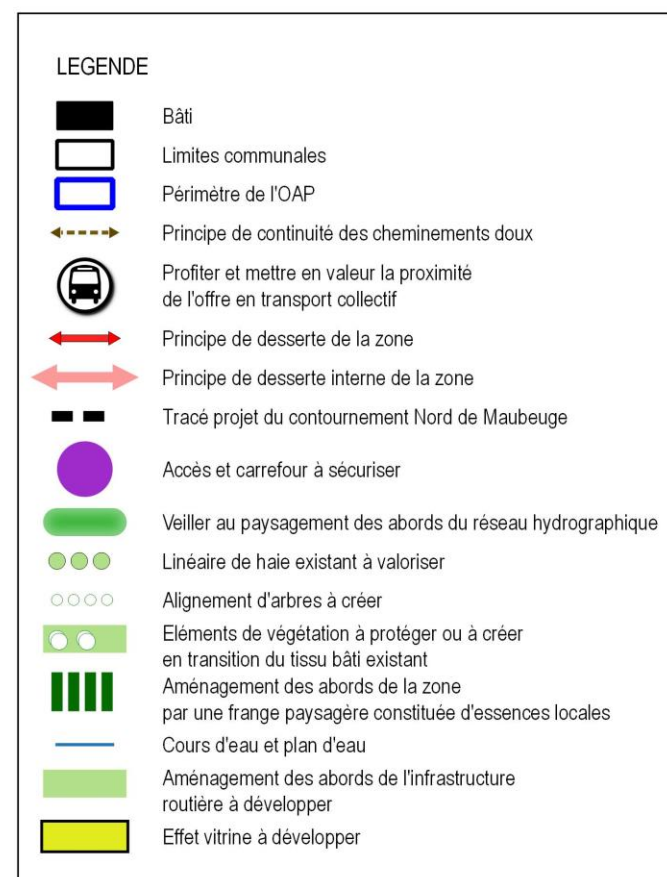 LEGENDE
Bâti
Limites communales
Périmètre de l'OAP
Principe de continuité des cheminements doux
Profiter et mettre en valeur la proximité
de l'offre en transport collectif
Principe de desserte de la zone
Principe de desserte interne de la zone
Tracé projet du contournement Nord de Maubeuge
Accès et carrefour à sécuriser
Veiller au paysagement des abords du réseau hydrographique
Linéaire de haie existant à valoriser
Alignement d'arbres à créer
Eléments de végétation à protéger ou à créer
en transition du tissu bâti existant
Aménagement des abords de la zone
par une frange paysagère constituée d'essences locales
Cours d'eau et plan d'eau
Aménagement des abords de l'infrastructure
routière à développer
Effet vitrine à développer